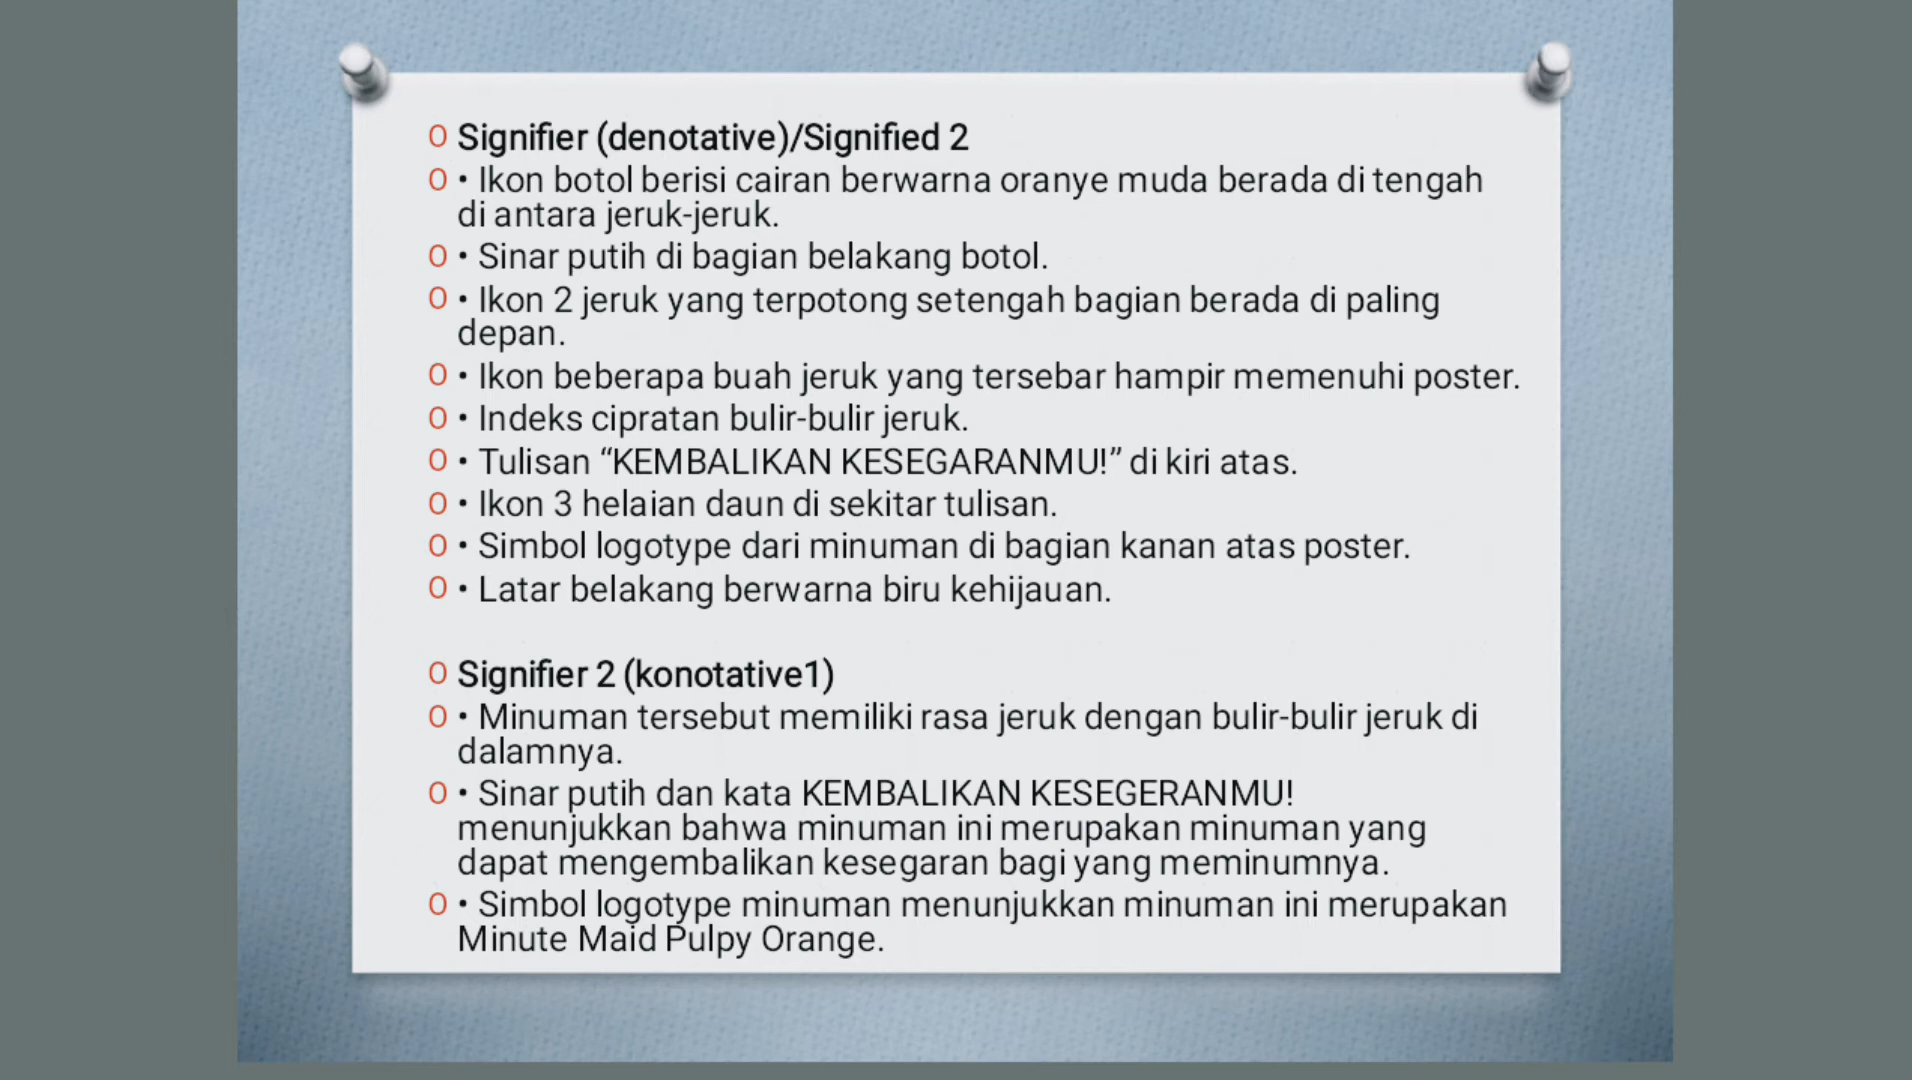 O Signifier (denotative)/Signified 2
O • Ikon botol berisi cairan berwarna oranye muda berada di tengah
di antara jeruk-jeruk.
O • Sinar putih di bagian belakang botol.
O • Ikon 2 jeruk yang terpotong setengah bagian berada di paling
depan.
O • Ikon beberapa buah jeruk yang tersebar hampir memenuhi poster.
O • Indeks cipratan bulir-bulir jeruk.
O • Tulisan “KEMBALIKAN KESEGARANMU!” di kiri atas.
O • Ikon 3 helaian daun di sekitar tulisan.
O • Simbol logotype dari minuman di bagian kanan atas poster.
O • Latar belakang berwarna biru kehijauan.
O Signifier 2 (konotative1)
O • Minuman tersebut memiliki rasa jeruk dengan bulir-bulir jeruk di
dalamnya.
O • Sinar putih dan kata KEMBALIKAN KESEGERANMU!
menunjukkan bahwa minuman ini merupakan minuman yang
dapat mengembalikan kesegaran bagi yang meminumnya.
O • Simbol logotype minuman menunjukkan minuman ini merupakan
Minute Maid Pulpy Orange.